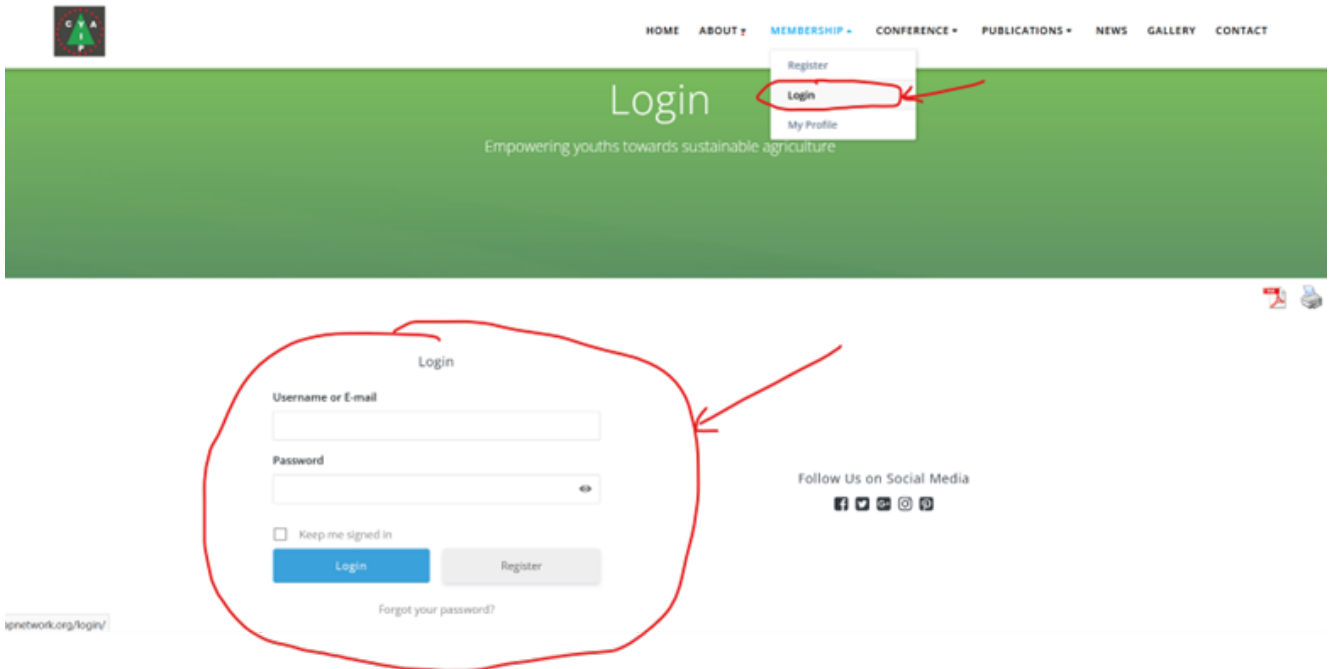 C Y A I P
HOME ABOUT MEMBERSHIP CONFERENCE PUBLICATIONS NEWS GALLERY CONTACT
Register
Login
My Profile
Login
Empowering youths towards sustainable agriculture
PDF
Login
Username or E-mail
Password
Keep me signed in
Login Register
Forgot your password?
Follow Us on Social Media
pnetwork.org/login/